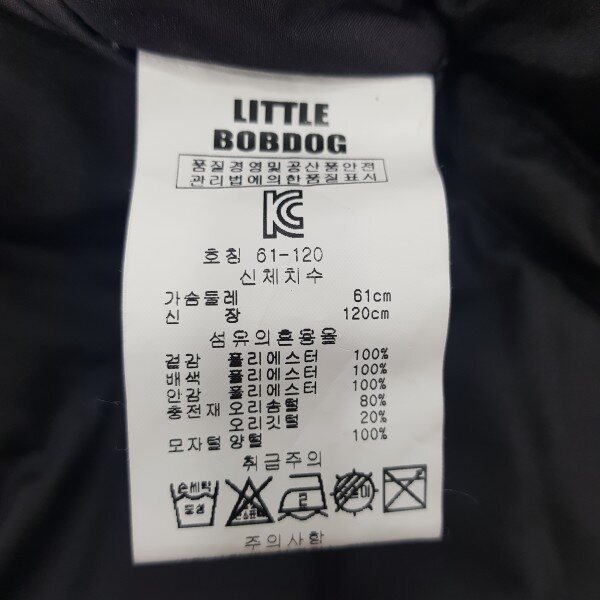 LITTLE
BOBDOG
품질경영및공산품안전
관리법에의한품질표시
호칭 61-120
신체치수
가슴둘레 61cm
신 장 120cm
섬유의혼용율
겉감 폴리에스터 100%
배색 폴리에스터 100%
안감 폴리에스터 100%
충전재 오리솜털 80%
오리깃털 20%
모자털 양털 100%
취급주의
손세탁
중성
2
주의사항